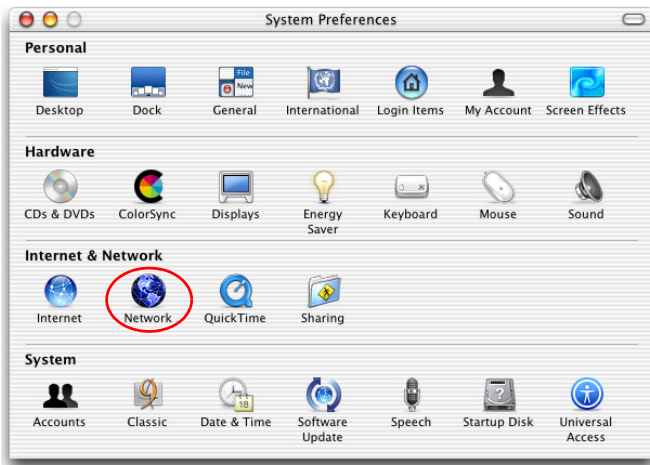 System Preferences
Personal
Desktop Dock General International Login Items My Account Screen Effects
File
New
Hardware
CDs & DVDs ColorSync Displays Energy Saver Keyboard Mouse Sound
Internet & Network
Internet Network QuickTime Sharing
System
18
Accounts Classic Date & Time Software Update Speech Startup Disk Universal Access